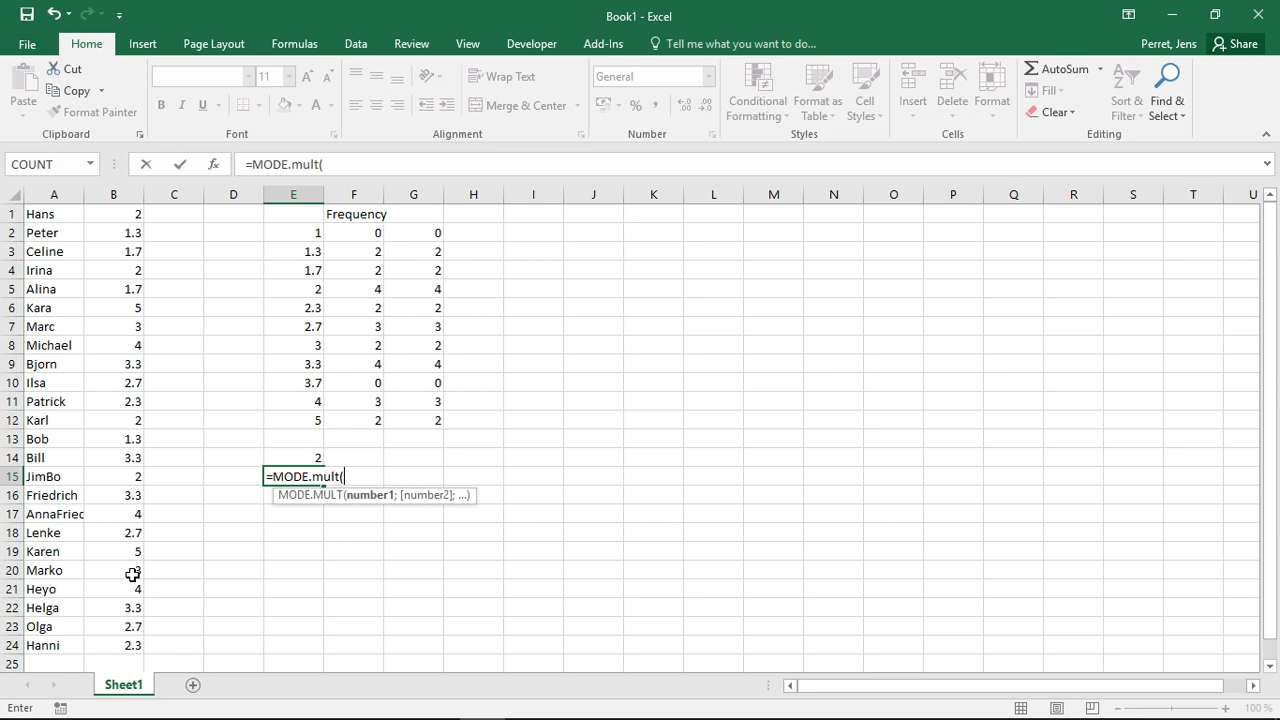 Book1 - Excel
File Home Insert Page Layout Formulas Data Review View Developer Add-Ins Tell me what you want to do... Perret, Jens Share
Paste Cut Copy Format Painter Clipboard
11 B I U A A A Font
Wrap Text Merge & Center Alignment
General % Number
Conditional Formatting Format as Table Cell Styles Styles
Insert Delete Format Cells
AutoSum Fill Clear Sort & Filter Find & Select Editing
COUNT fx =MODE.mult(
A B C D E F G H I J K L M N O P Q R S T U
1 Hans 2 Frequency
2 Peter 1.3 1 0 0
3 Celine 1.7 1.3 2 2
4 Irina 2 1.7 2 2
5 Alina 1.7 2 4 4
6 Kara 5 2.3 2 2
7 Marc 3 2.7 3 3
8 Michael 4 3 2 2
9 Bjorn 3.3 3.3 4 4
10 Ilsa 2.7 3.7 0 0
11 Patrick 2.3 4 3 3
12 Karl 2 5 2 2
13 Bob 1.3
14 Bill 3.3 2
15 JimBo 2 =MODE.mult(
16 Friedrich 3.3 MODE.MULT(number1; [number2]; ...)
17 AnnaFried 4
18 Lenke 2.7
19 Karen 5
20 Marko
21 Heyo 4
22 Helga 3.3
23 Olga 2.7
24 Hanni 2.3
25
Sheet1
Enter 100 %